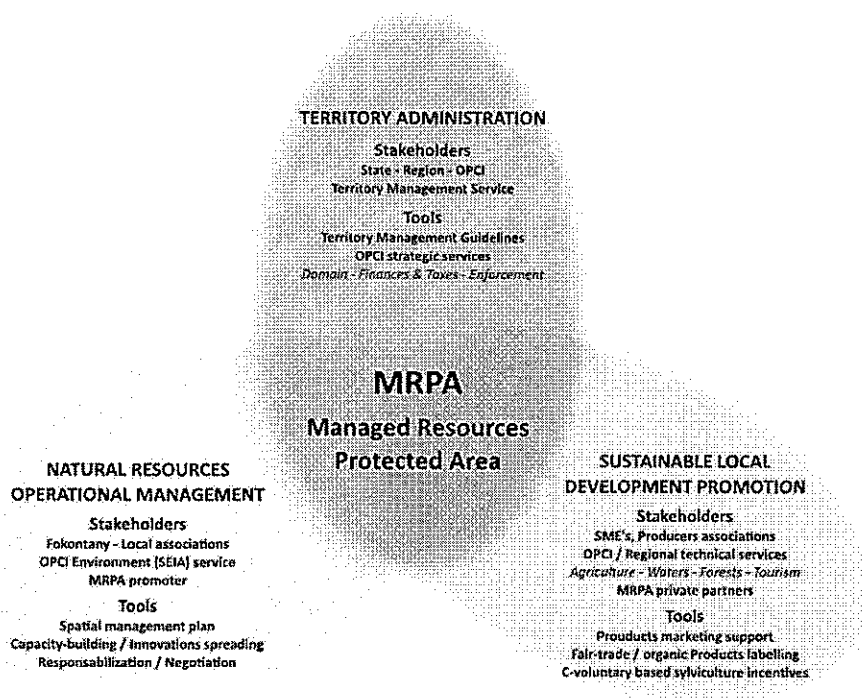 TERRITORY ADMINISTRATION
Stakeholders
State - Region - OPCI
Territory Management Service
Tools
Territory Management Guidelines
OPCI strategic services
Domain - Finances & Taxes - Enforcement
MRPA
Managed Resources
Protected Area
NATURAL RESOURCES
OPERATIONAL MANAGEMENT
Stakeholders
Fokontany - Local associations
OPCI Environment (SEIA) service
MRPA promoter
Tools
Spatial management plan
Capacity-building / Innovations spreading
Responsabilization / Negotiation
SUSTAINABLE LOCAL
DEVELOPMENT PROMOTION
Stakeholders
SME's, Producers associations
OPCI / Regional technical services
Agriculture - Waters - Forests - Tourism
MRPA private partners
Tools
Prouducts marketing support
Fair-trade / organic Products labelling
C-voluntary based sylviculture incentives